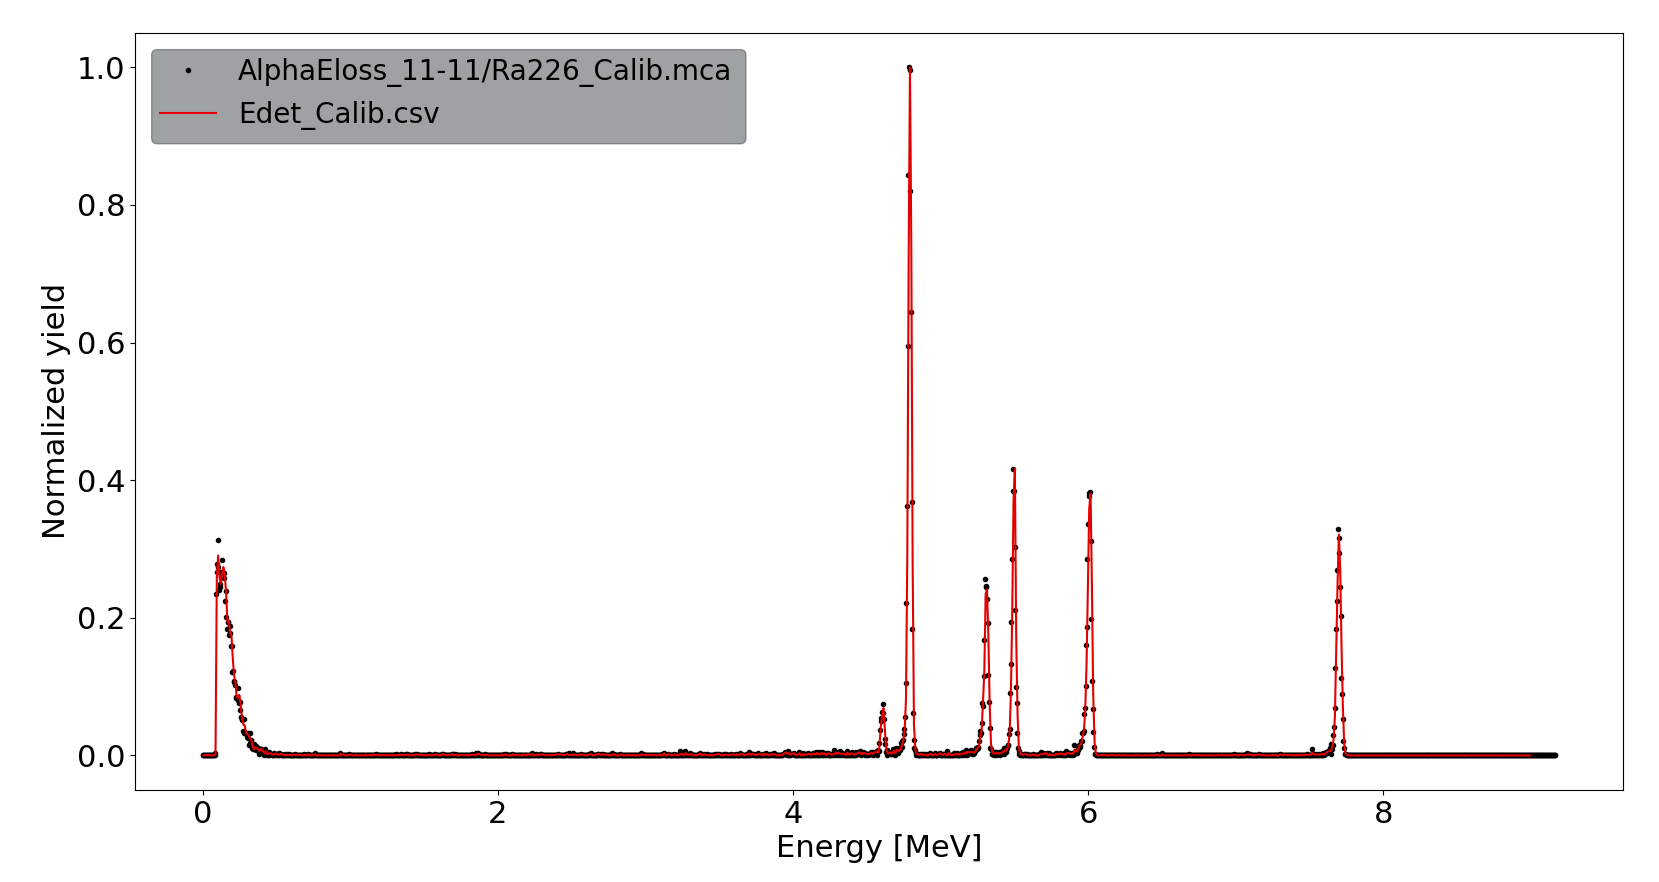 AlphaEloss_11-11/Ra226_Calib.mca
Edet_Calib.csv
1.0
0.8
0.6
0.4
0.2
0.0
Normalized yield
0 2 4 6 8
Energy [MeV]